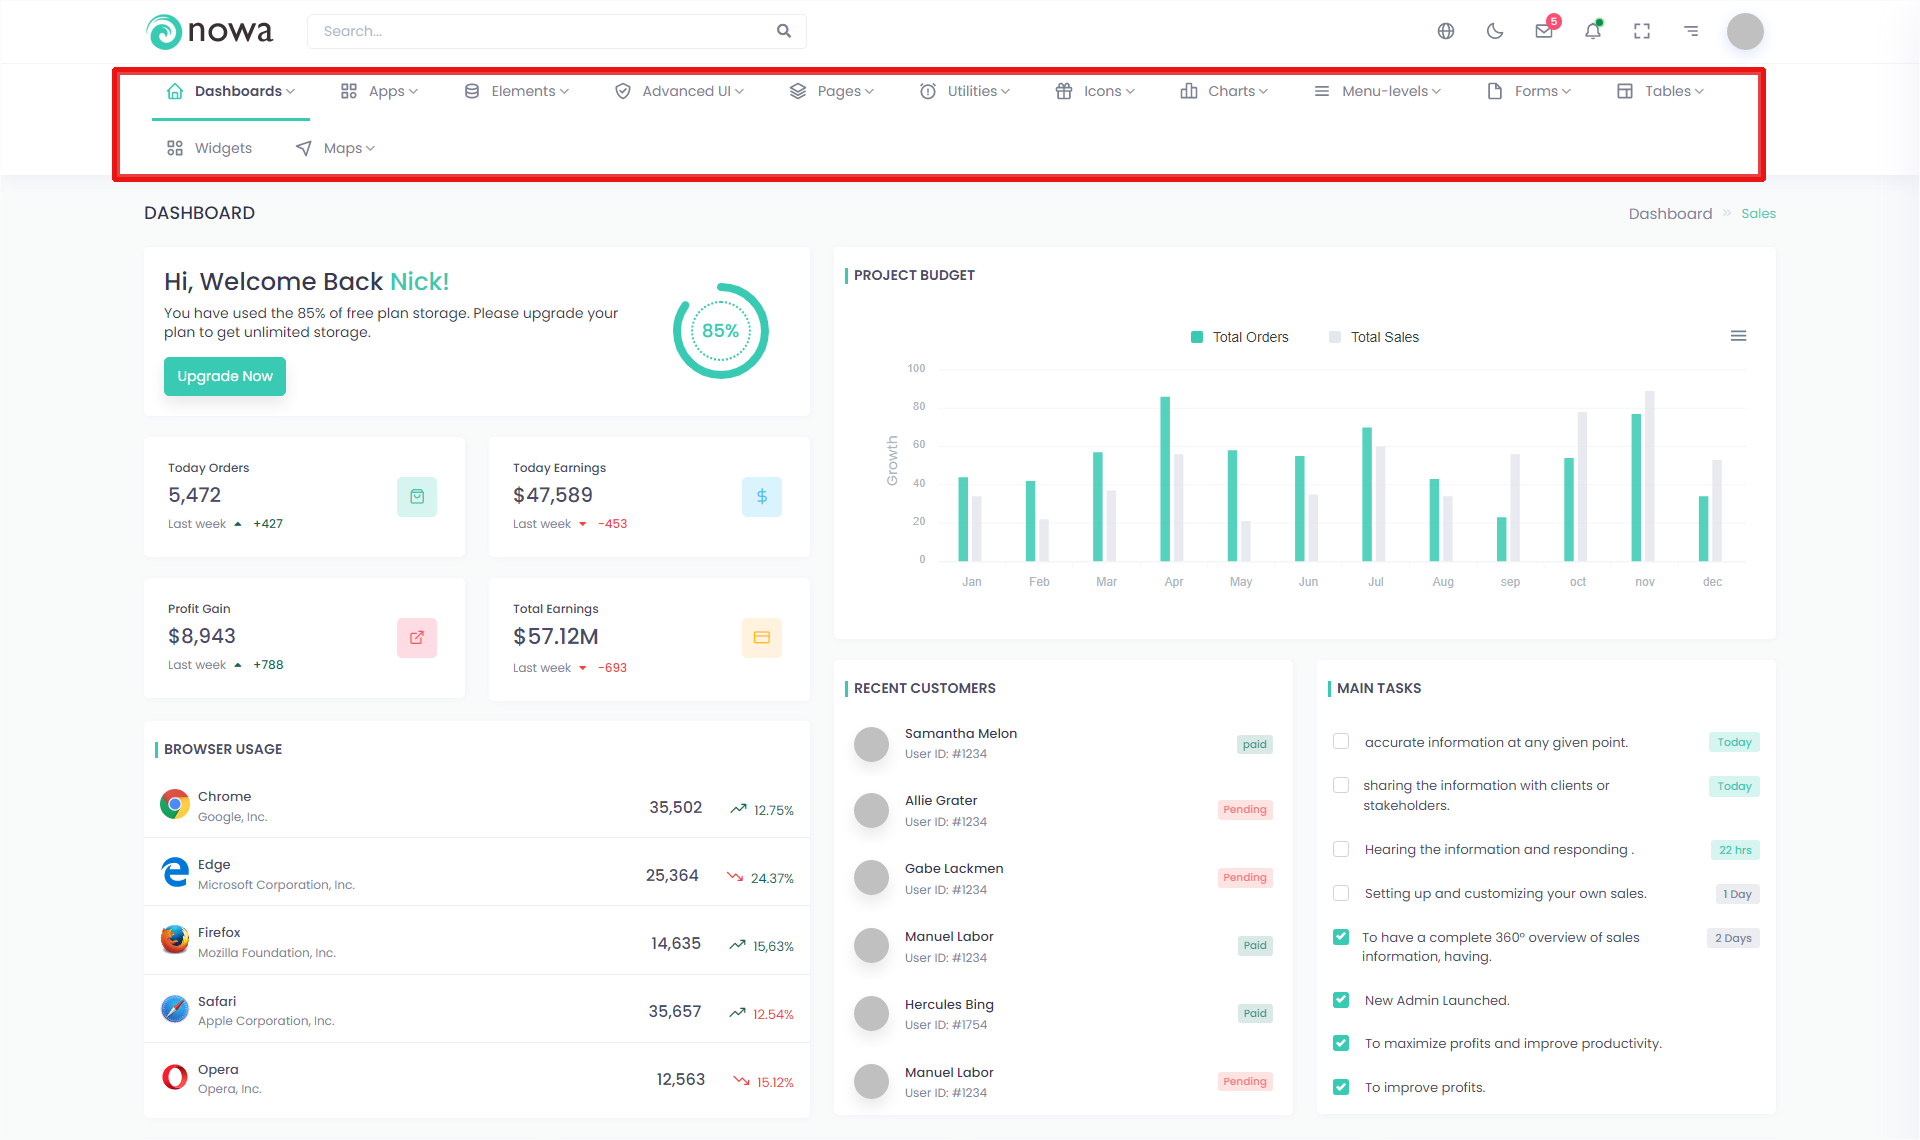 nowa
Search...
5
Dashboards Apps Elements Advanced UI Pages Utilities Icons Charts Menu-levels Forms Tables
Widgets Maps
DASHBOARD
Dashboard » Sales
Hi, Welcome Back Nick!
You have used the 85% of free plan storage. Please upgrade your
plan to get unlimited storage.
Upgrade Now
85%
Today Orders
5,472
Last week +427
Today Earnings
$47,589
$
Last week -453
Profit Gain
$8,943
Last week +788
Total Earnings
$57.12M
Last week -693
BROWSER USAGE
Chrome
Google, Inc.
35,502 12.75%
Edge
Microsoft Corporation, Inc.
25,364 24.37%
Firefox
Mozilla Foundation, Inc.
14,635 15,63%
Safari
Apple Corporation, Inc.
35,657 12.54%
Opera
Opera, Inc.
12,563 15.12%
PROJECT BUDGET
Total Orders Total Sales
Growth
100
80
60
40
20
0
Jan Feb Mar Apr May Jun Jul Aug sep oct nov dec
RECENT CUSTOMERS
Samantha Melon
User ID: #1234
paid
Allie Grater
User ID: #1234
Pending
Gabe Lackmen
User ID: #1234
Pending
Manuel Labor
User ID: #1234
Paid
Hercules Bing
User ID: #1754
Paid
Manuel Labor
User ID: #1234
Pending
MAIN TASKS
accurate information at any given point. Today
sharing the information with clients or
stakeholders.
Today
Hearing the information and responding . 22 hrs
Setting up and customizing your own sales. 1 Day
To have a complete 360° overview of sales
information, having.
2 Days
New Admin Launched.
To maximize profits and improve productivity.
To improve profits.